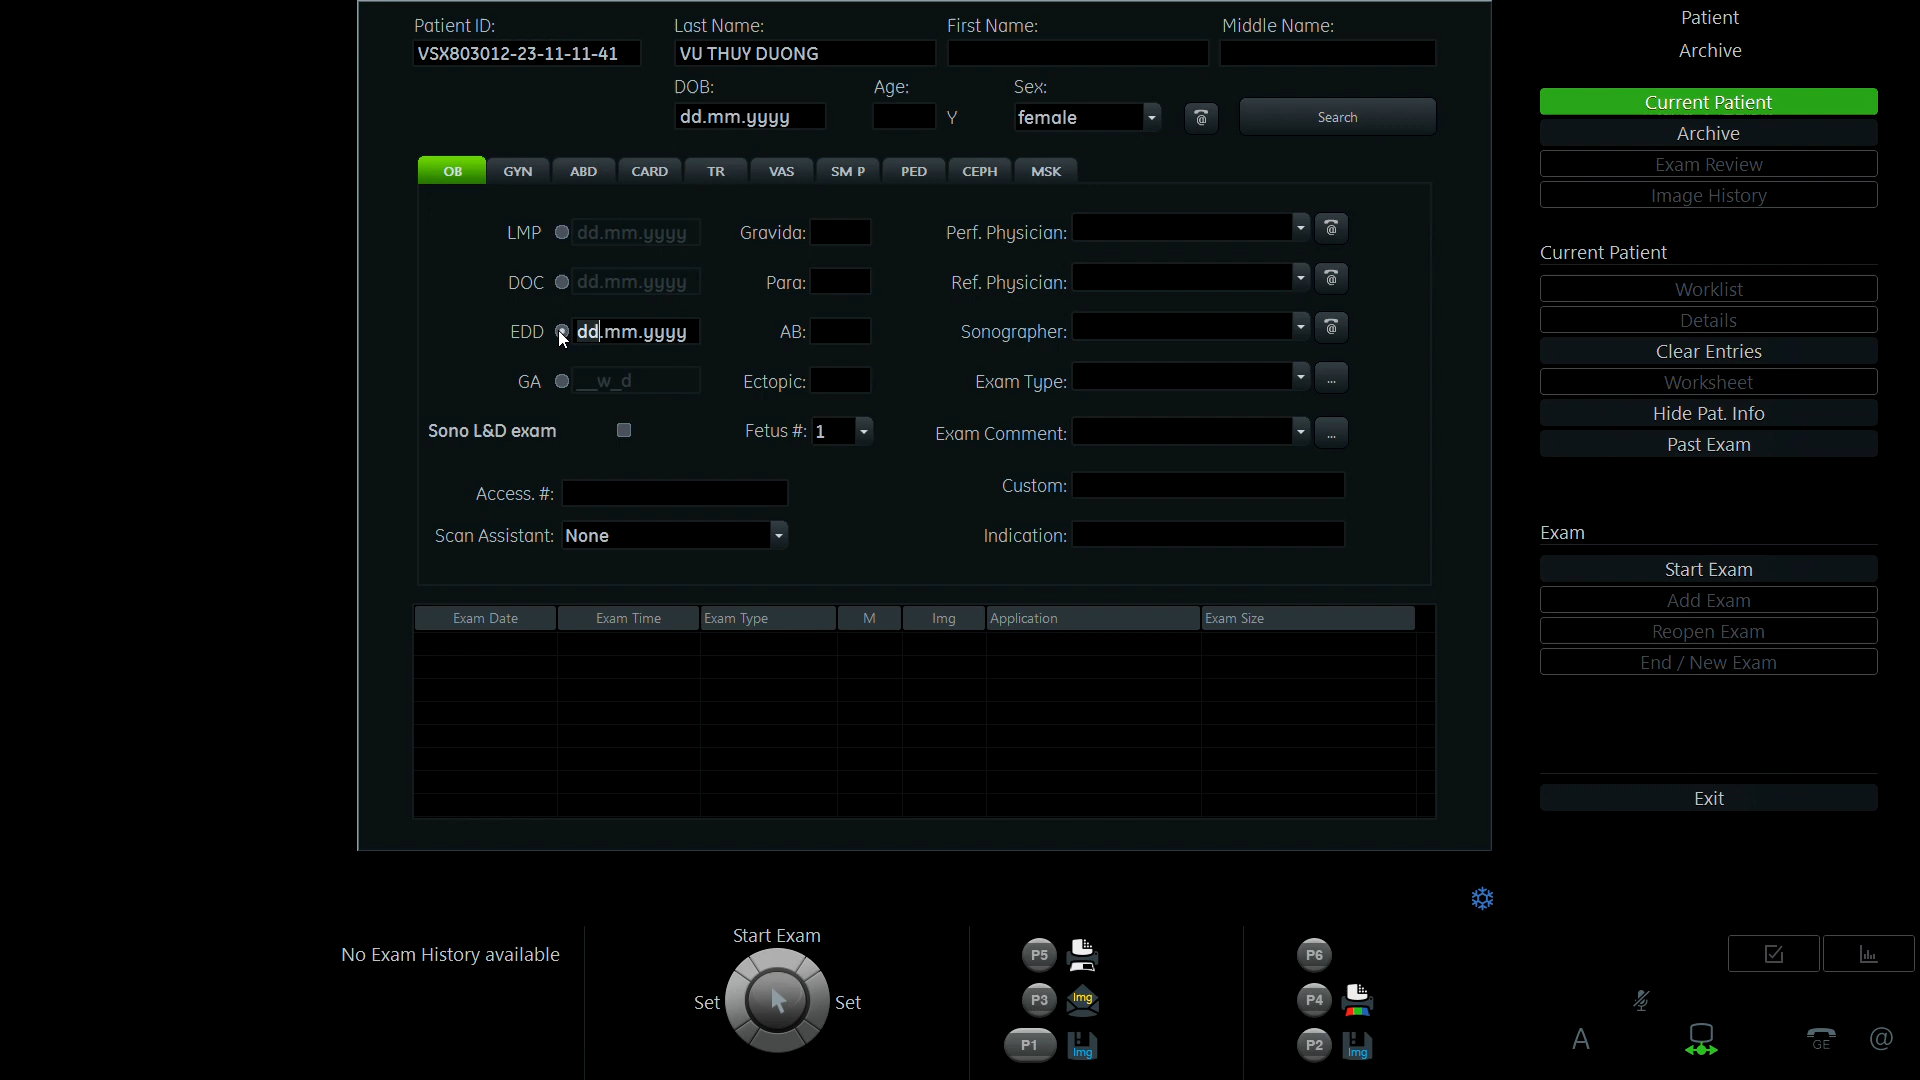 Patient ID: Last Name: First Name: Middle Name:
VSX803012-23-11-11-41 VU THUY DUONG
DOB: Age: Sex:
dd.mm.yyyy Y female @ Search
OB GYN ABD CARD TR VAS SM P PED CEPH MSK
LMP dd.mm.yyyy Gravida: Perf. Physician: @
DOC dd.mm.yyyy Para: Ref. Physician: @
EDD dd.mm.yyyy AB: Sonographer: @
GA __w_d Ectopic: Exam Type: ...
Sono L&D exam Fetus #: 1 Exam Comment: ...
Access. #: Custom:
Scan Assistant: None Indication:
Exam Date Exam Time Exam Type M Img Application Exam Size
Patient
Archive
Current Patient
Archive
Exam Review
Image History
Current Patient
Worklist
Details
Clear Entries
Worksheet
Hide Pat. Info
Past Exam
Exam
Start Exam
Add Exam
Reopen Exam
End / New Exam
Exit
No Exam History available
Start Exam
Set Set
P5
P3 Img
P1 Img
P6
P4
P2 Img
A GE @